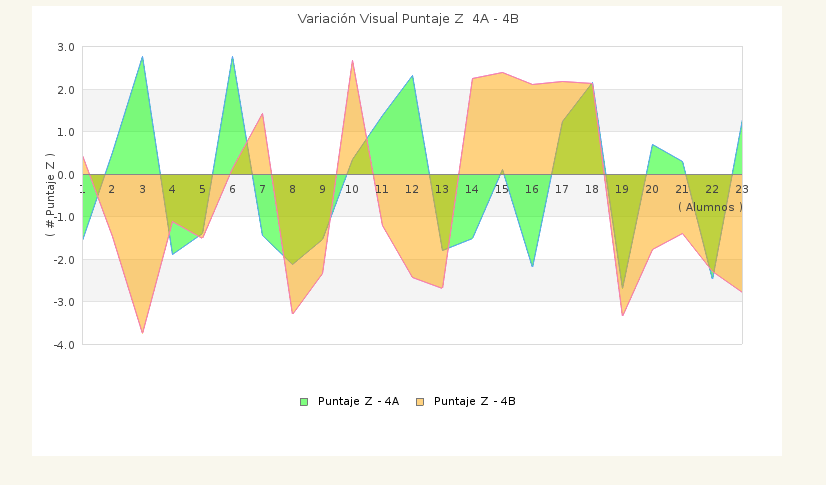 Variación Visual Puntaje Z 4A - 4B
3.0
2.0
1.0
0.0
-1.0
-2.0
-3.0
-4.0
( # Puntaje Z )
1 2 3 4 5 6 7 8 9 10 11 12 13 14 15 16 17 18 19 20 21 22 23
( Alumnos )
Puntaje Z - 4A Puntaje Z - 4B